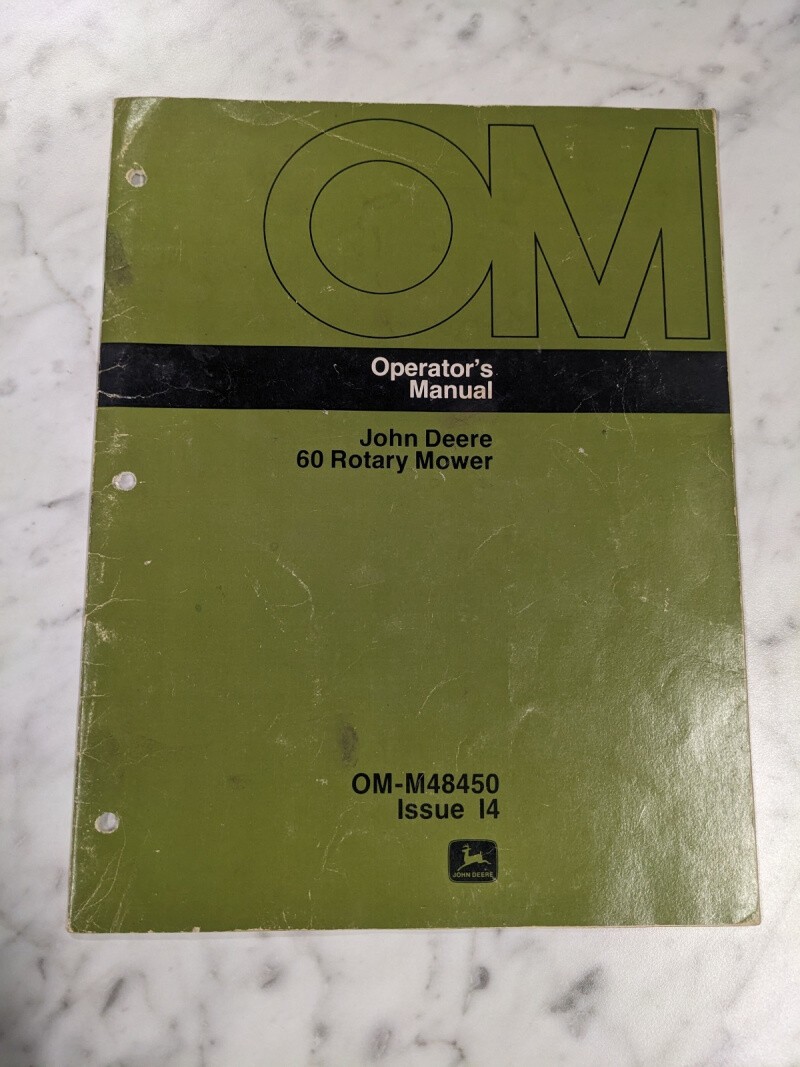 OM
Operator's
Manual
John Deere
60 Rotary Mower
OM-M48450
Issue I4
JOHN DEERE